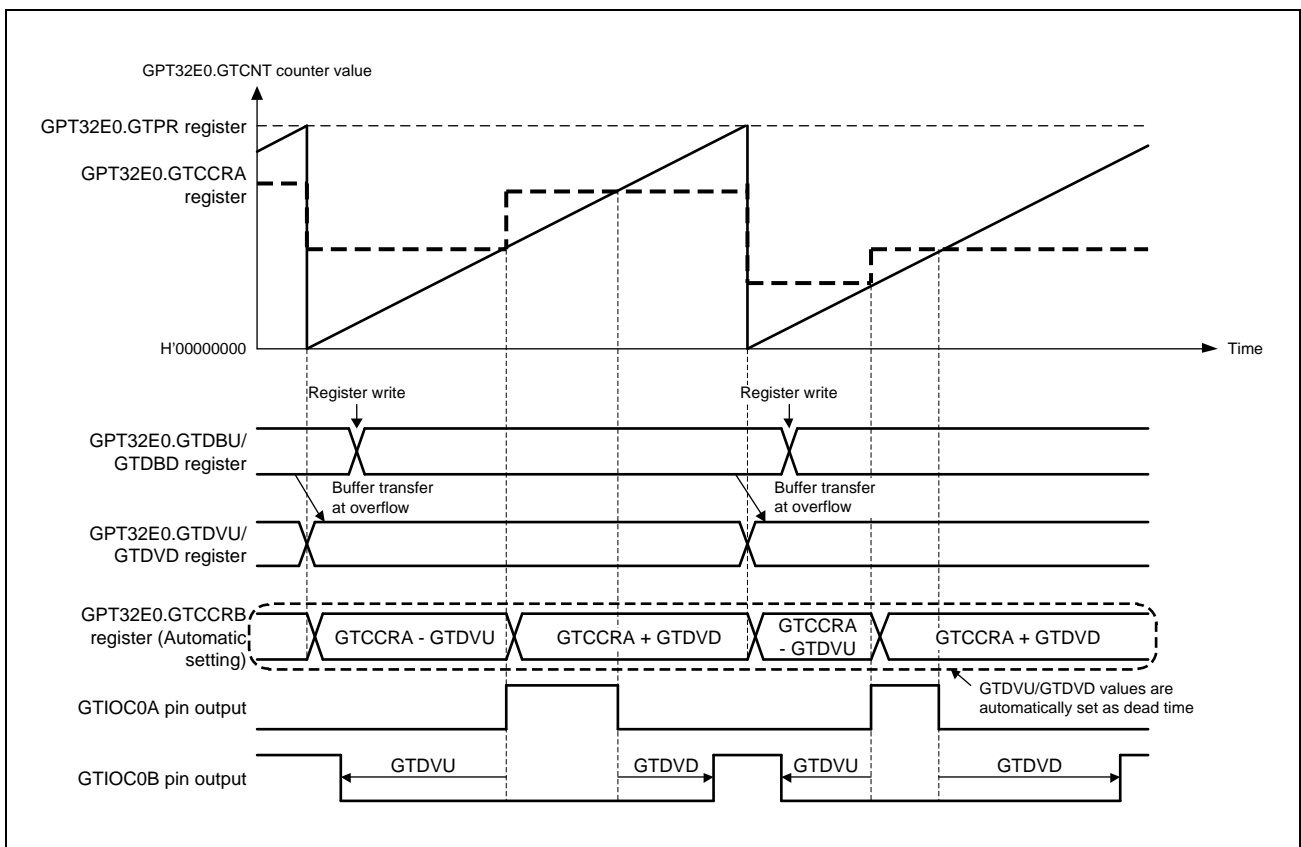 GPT32E0.GTCNT counter value
GPT32E0.GTPR register
GPT32E0.GTCCRA
register
H'00000000
Time
Register write
Register write
GPT32E0.GTDBU/
GTDBD register
Buffer transfer
at overflow
Buffer transfer
at overflow
GPT32E0.GTDVU/
GTDVD register
GPT32E0.GTCCRB
register (Automatic
setting)
GTCCRA - GTDVU
GTCCRA + GTDVD
GTCCRA
- GTDVU
GTCCRA + GTDVD
GTDVU/GTDVD values are
automatically set as dead time
GTIOC0A pin output
GTIOC0B pin output
GTDVU
GTDVD
GTDVU
GTDVD